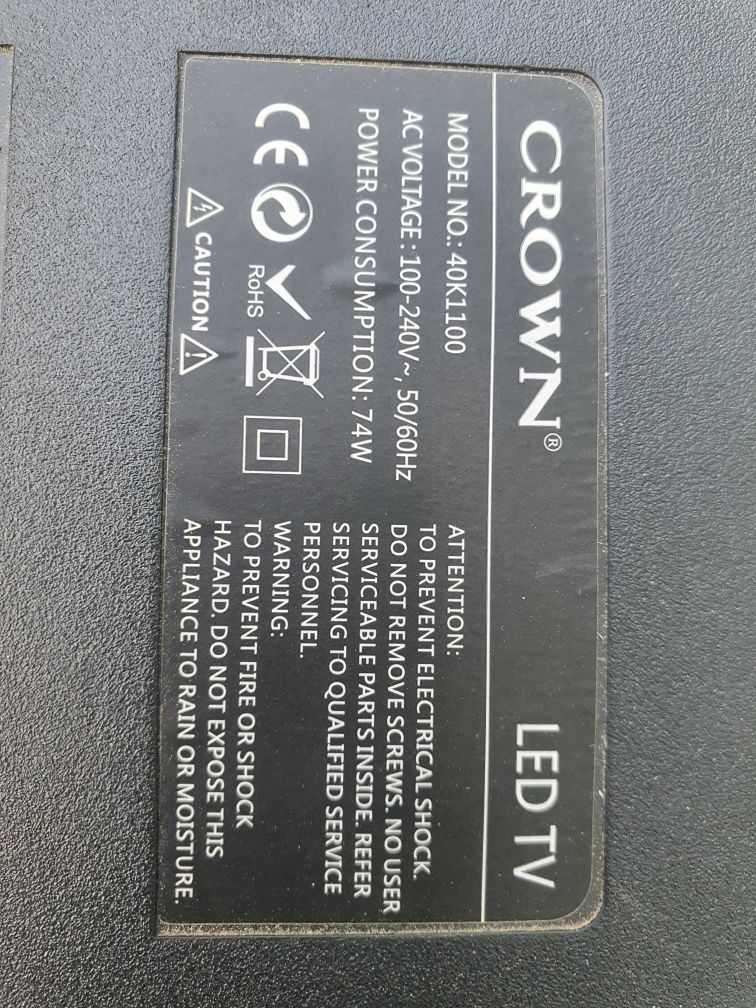 CROWN®
LED TV
MODEL NO.: 40K1100
AC VOLTAGE : 100-240V~, 50/60Hz
POWER CONSUMPTION: 74W
CE
RoHS
CAUTION
ATTENTION:
TO PREVENT ELECTRICAL SHOCK.
DO NOT REMOVE SCREWS. NO USER
SERVICEABLE PARTS INSIDE. REFER
SERVICING TO QUALIFIED SERVICE
PERSONNEL.
WARNING:
TO PREVENT FIRE OR SHOCK
HAZARD. DO NOT EXPOSE THIS
APPLIANCE TO RAIN OR MOISTURE.